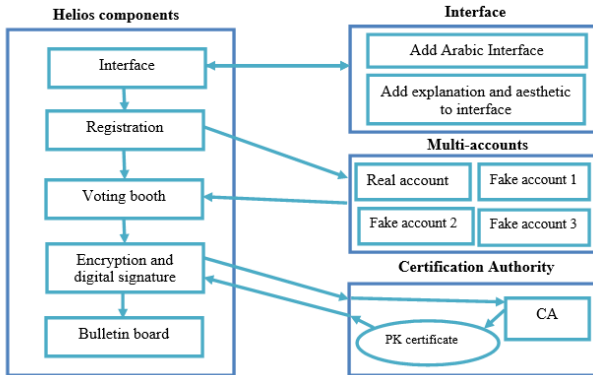 Helios components
Interface
Registration
Voting booth
Encryption and
digital signature
Bulletin board
Interface
Add Arabic Interface
Add explanation and aesthetic
to interface
Multi-accounts
Real account
Fake account 1
Fake account 2
Fake account 3
Certification Authority
CA
PK certificate